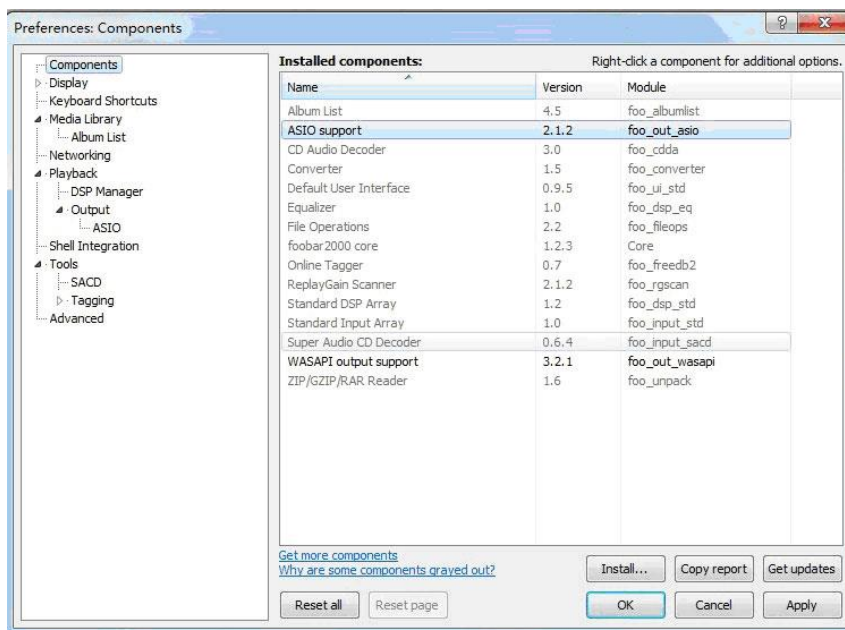 Preferences: Components
Components
Display
Keyboard Shortcuts
Media Library
Album List
Networking
Playback
DSP Manager
Output
ASIO
Shell Integration
Tools
SACD
Tagging
Advanced
Installed components: Right-click a component for additional options.
Name Version Module
Album List 4.5 foo_albumlist
ASIO support 2.1.2 foo_out_asio
CD Audio Decoder 3.0 foo_cdda
Converter 1.5 foo_converter
Default User Interface 0.9.5 foo_ui_std
Equalizer 1.0 foo_dsp_eq
File Operations 2.2 foo_fileops
foobar2000 core 1.2.3 Core
Online Tagger 0.7 foo_freedb2
ReplayGain Scanner 2.1.2 foo_rgscan
Standard DSP Array 1.2 foo_dsp_std
Standard Input Array 1.0 foo_input_std
Super Audio CD Decoder 0.6.4 foo_input_sacd
WASAPI output support 3.2.1 foo_out_wasapi
ZIP/GZIP/RAR Reader 1.6 foo_unpack
Get more components
Why are some components grayed out?
Install... Copy report Get updates
Reset all Reset page OK Cancel Apply